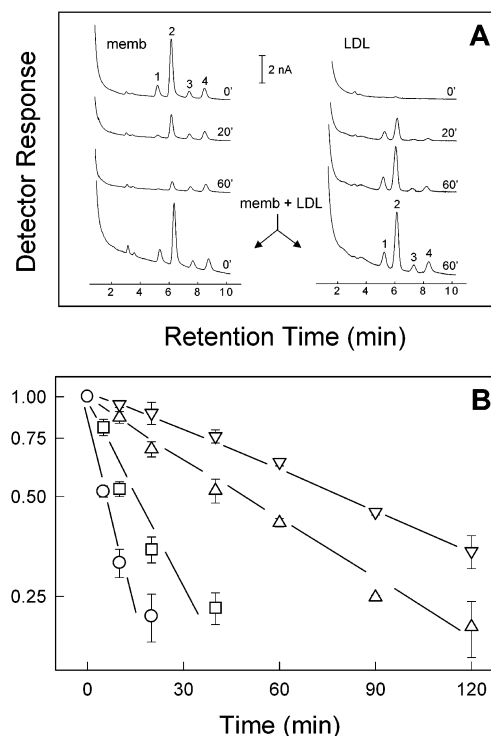 A
memb
LDL
2
1
3
4
0'
2 nA
0'
20'
20'
60'
60'
memb + LDL
2
1
3
4
0'
60'
2 4 6 8 10
2 4 6 8 10
Detector Response
Retention Time (min)
B
1.00
0.75
0.50
0.25
0 30 60 90 120
Time (min)